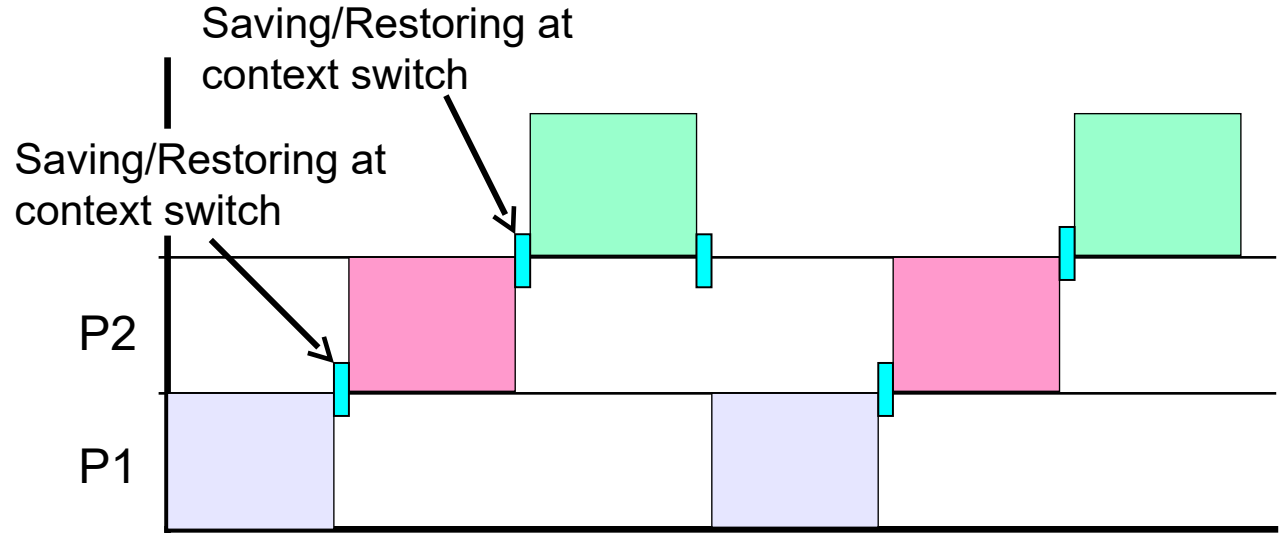 Saving/Restoring at
context switch
Saving/Restoring at
context switch
P2
P1